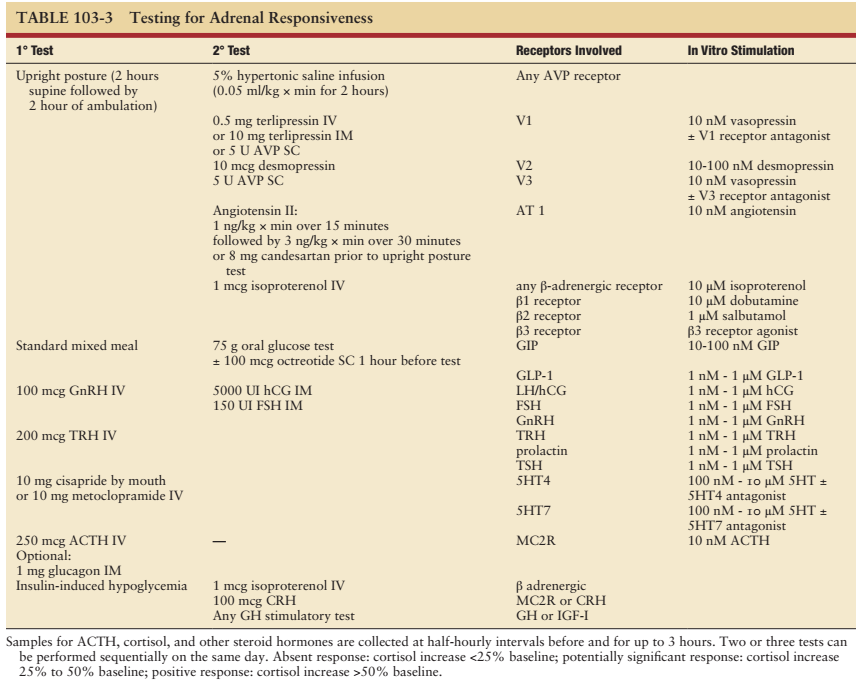 TABLE 103-3 Testing for Adrenal Responsiveness
1° Test 2° Test Receptors Involved In Vitro Stimulation
Upright posture (2 hours 5% hypertonic saline infusion Any AVP receptor
supine followed by (0.05 ml/kg × min for 2 hours)
2 hour of ambulation)
0.5 mg terlipressin IV V1 10 nM vasopressin
or 10 mg terlipressin IM ± V1 receptor antagonist
or 5 U AVP SC
10 mcg desmopressin V2 10-100 nM desmopressin
5 U AVP SC V3 10 nM vasopressin
± V3 receptor antagonist
Angiotensin II: AT 1 10 nM angiotensin
1 ng/kg × min over 15 minutes
followed by 3 ng/kg × min over 30 minutes
or 8 mg candesartan prior to upright posture
test
1 mcg isoproterenol IV any β-adrenergic receptor 10 μM isoproterenol
β1 receptor 10 μM dobutamine
β2 receptor 1 μM salbutamol
β3 receptor β3 receptor agonist
Standard mixed meal 75 g oral glucose test GIP 10-100 nM GIP
± 100 mcg octreotide SC 1 hour before test
GLP-1 1 nM - 1 μM GLP-1
100 mcg GnRH IV 5000 UI hCG IM LH/hCG 1 nM - 1 μM hCG
150 UI FSH IM FSH 1 nM - 1 μM FSH
GnRH 1 nM - 1 μM GnRH
200 mcg TRH IV TRH 1 nM - 1 μM TRH
prolactin 1 nM - 1 μM prolactin
TSH 1 nM - 1 μM TSH
10 mg cisapride by mouth 5HT4 100 nM - 10 μM 5HT ±
or 10 mg metoclopramide IV 5HT4 antagonist
5HT7 100 nM - 10 μM 5HT ±
5HT7 antagonist
250 mcg ACTH IV — MC2R 10 nM ACTH
Optional:
1 mg glucagon IM
Insulin-induced hypoglycemia 1 mcg isoproterenol IV β adrenergic
100 mcg CRH MC2R or CRH
Any GH stimulatory test GH or IGF-I
Samples for ACTH, cortisol, and other steroid hormones are collected at half-hourly intervals before and for up to 3 hours. Two or three tests can
be performed sequentially on the same day. Absent response: cortisol increase <25% baseline; potentially significant response: cortisol increase
25% to 50% baseline; positive response: cortisol increase >50% baseline.